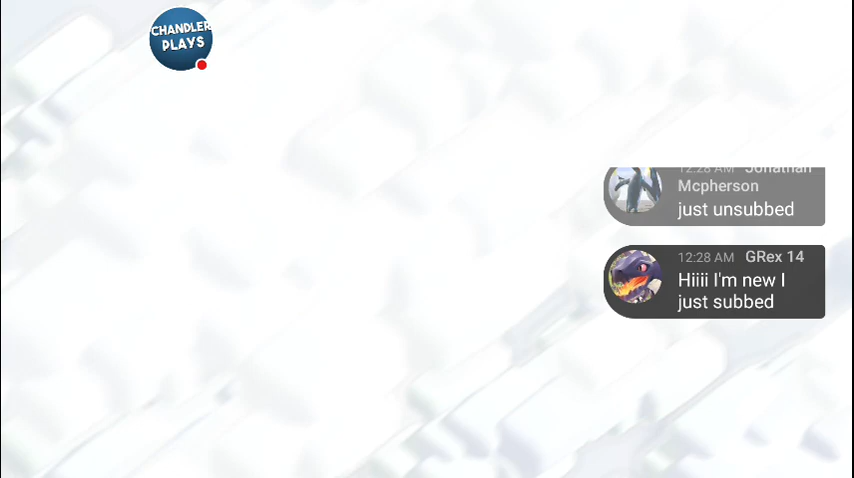 CHANDLER
PLAYS
12:28 AM Jonathan
Mcpherson
just unsubbed
12:28 AM GRex 14
Hiiii I'm new I
just subbed